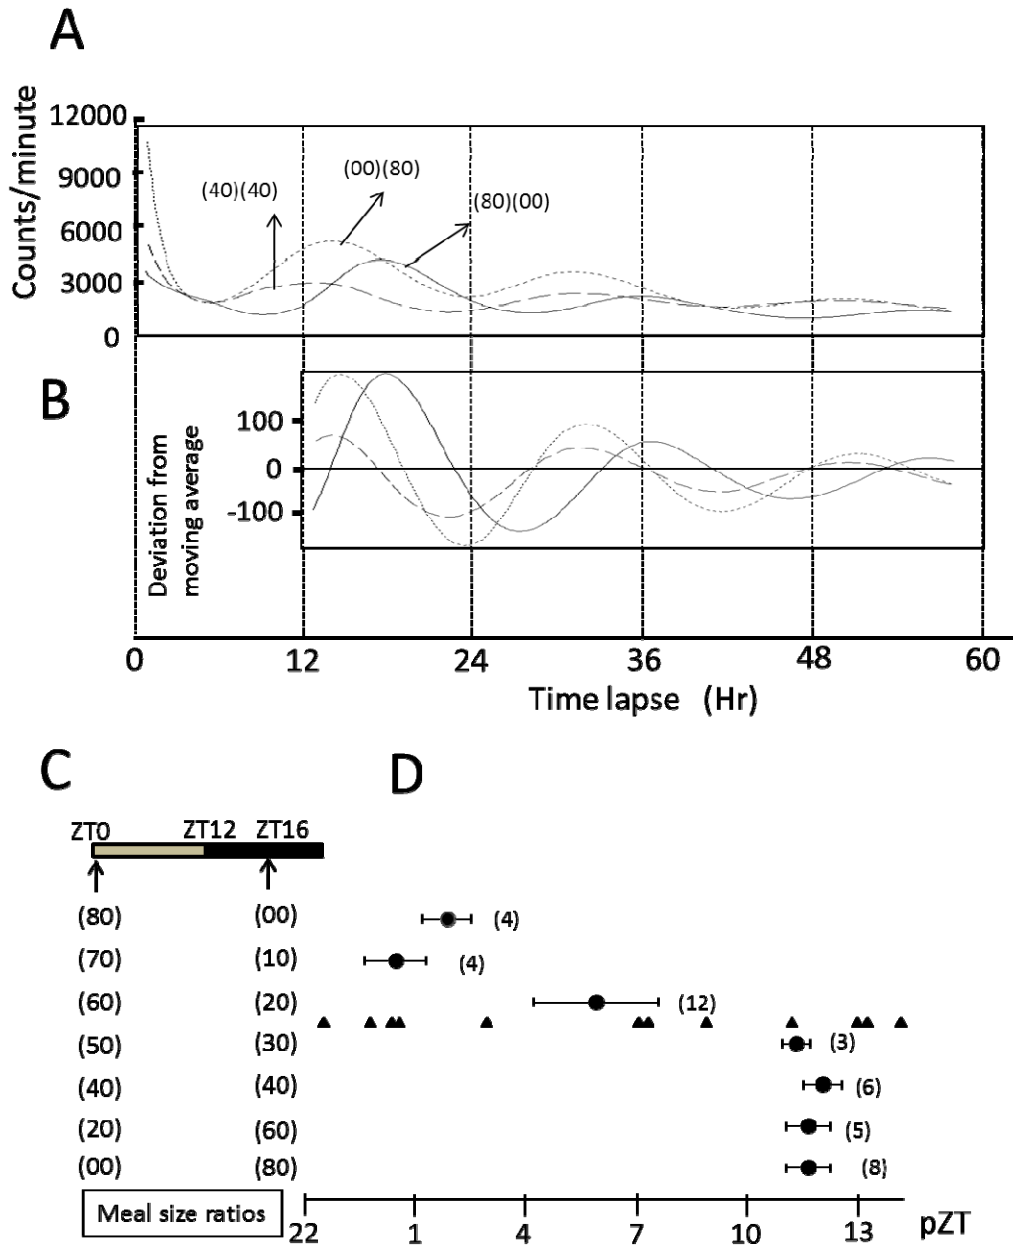 A
Counts/minute
12000
9000
6000
3000
0
(40)(40)
(00)(80)
(80)(00)
B
Deviation from
moving average
100
0
-100
0 12 24 36 48 60
Time lapse (Hr)
C
D
ZT0 ZT12 ZT16
(80) (00) (4)
(70) (10) (4)
(60) (20) (12)
(50) (30) (3)
(40) (40) (6)
(20) (60) (5)
(00) (80) (8)
Meal size ratios
22 1 4 7 10 13 pZT